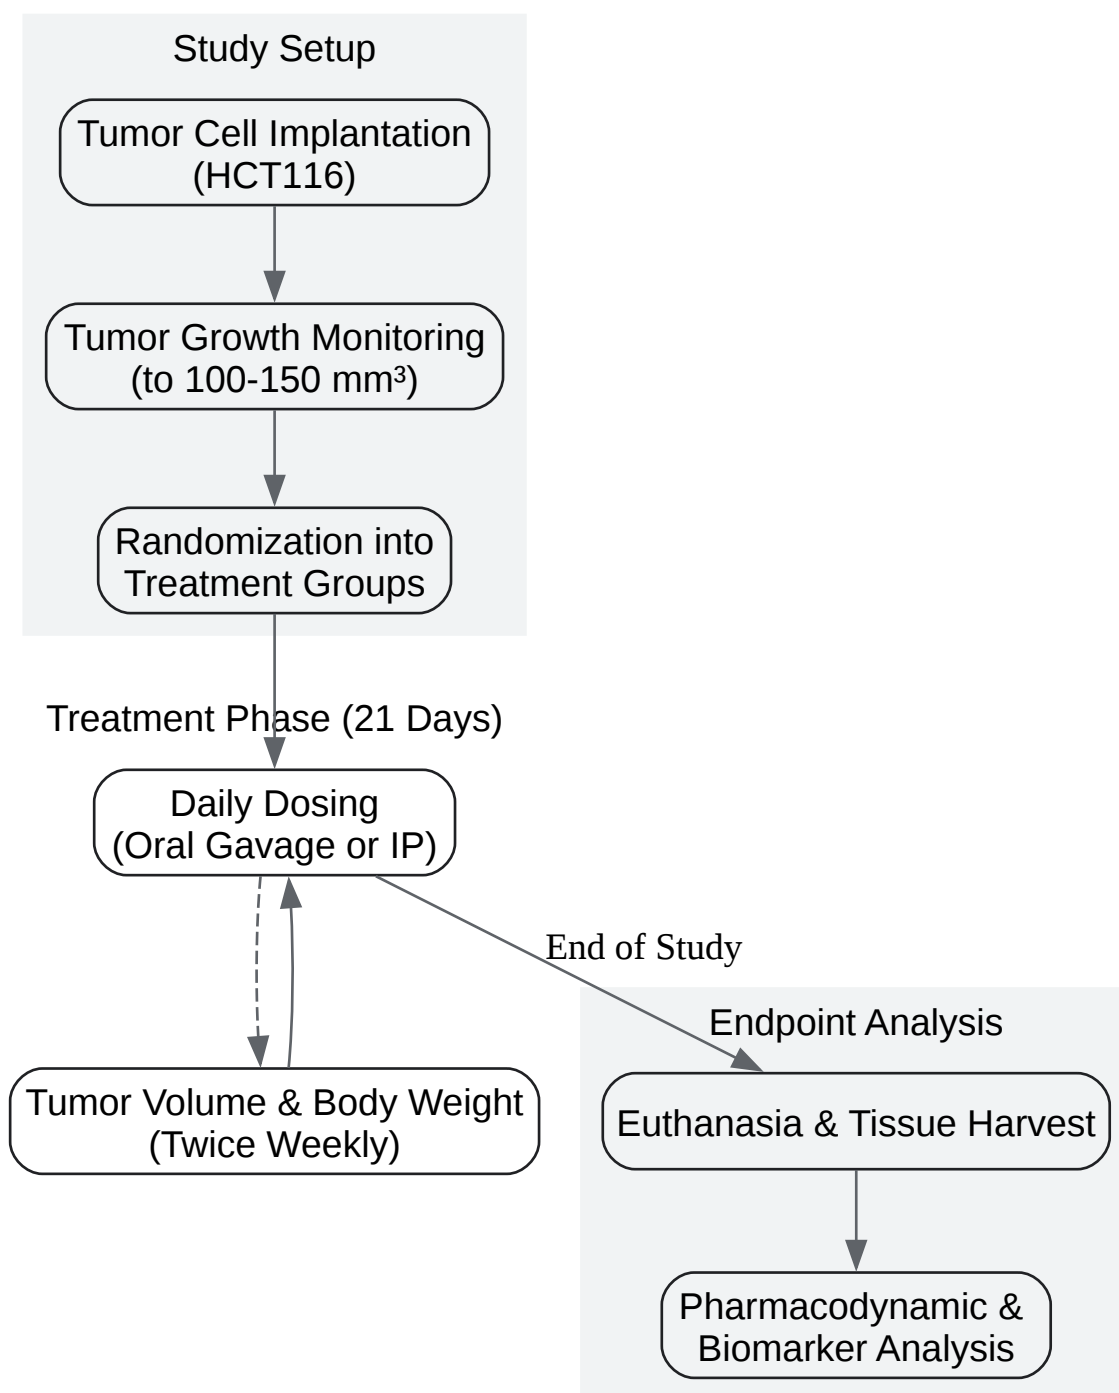 Study Setup
Tumor Cell Implantation
(HCT116)
Tumor Growth Monitoring
(to 100-150 mm³)
Randomization into
Treatment Groups
Treatment Phase (21 Days)
Daily Dosing
(Oral Gavage or IP)
End of Study
Tumor Volume & Body Weight
(Twice Weekly)
Endpoint Analysis
Euthanasia & Tissue Harvest
Pharmacodynamic &
Biomarker Analysis